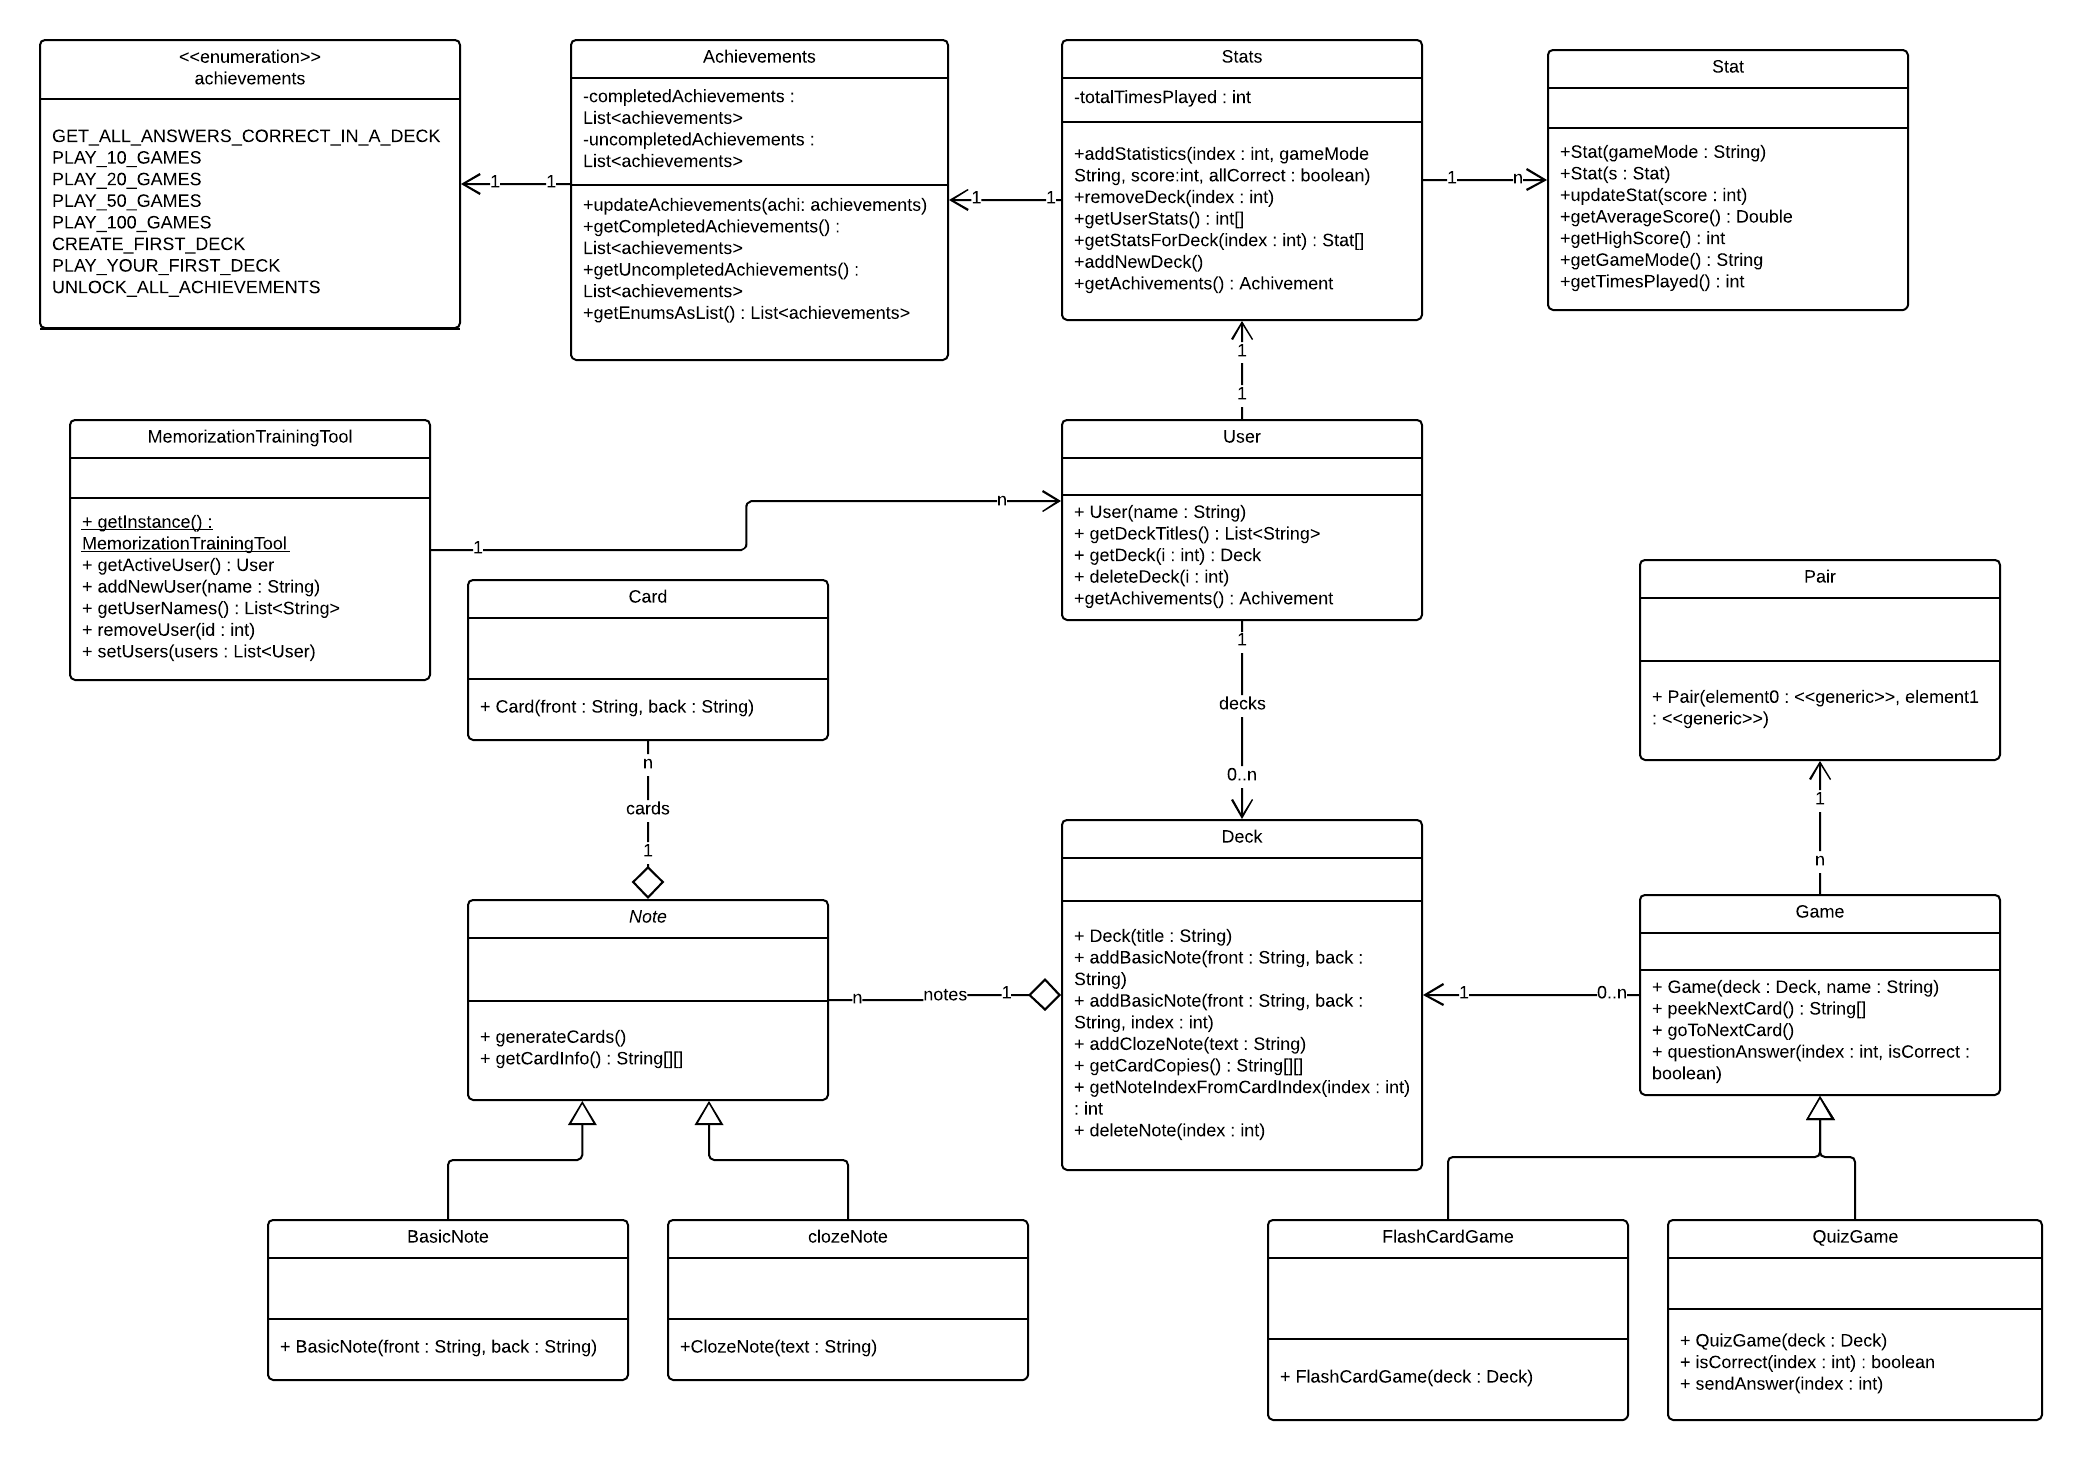 <<enumeration>>
achievements
GET_ALL_ANSWERS_CORRECT_IN_A_DECK
PLAY_10_GAMES
PLAY_20_GAMES
PLAY_50_GAMES
PLAY_100_GAMES
CREATE_FIRST_DECK
PLAY_YOUR_FIRST_DECK
UNLOCK_ALL_ACHIEVEMENTS
1
1
Achievements
-completedAchievements :
List<achievements>
-uncompletedAchievements :
List<achievements>
+updateAchievements(achi: achievements)
+getCompletedAchievements() :
List<achievements>
+getUncompletedAchievements() :
List<achievements>
+getEnumsAsList() : List<achievements>
1
1
Stats
-totalTimesPlayed : int
+addStatistics(index : int, gameMode
String, score:int, allCorrect : boolean)
+removeDeck(index : int)
+getUserStats() : int[]
+getStatsForDeck(index : int) : Stat[]
+addNewDeck()
+getAchivements() : Achivement
1
n
Stat
+Stat(gameMode : String)
+Stat(s : Stat)
+updateStat(score : int)
+getAverageScore() : Double
+getHighScore() : int
+getGameMode() : String
+getTimesPlayed() : int
1
1
MemorizationTrainingTool
+ getInstance() :
MemorizationTrainingTool
+ getActiveUser() : User
+ addNewUser(name : String)
+ getUserNames() : List<String>
+ removeUser(id : int)
+ setUsers(users : List<User)
1
n
User
+ User(name : String)
+ getDeckTitles() : List<String>
+ getDeck(i : int) : Deck
+ deleteDeck(i : int)
+getAchivements() : Achivement
1
decks
0..n
Card
+ Card(front : String, back : String)
n
cards
1
Pair
+ Pair(element0 : <<generic>>, element1
: <<generic>>)
1
n
Note
+ generateCards()
+ getCardInfo() : String[][]
n
notes
1
Deck
+ Deck(title : String)
+ addBasicNote(front : String, back :
String)
+ addBasicNote(front : String, back :
String, index : int)
+ addClozeNote(text : String)
+ getCardCopies() : String[][]
+ getNoteIndexFromCardIndex(index : int)
: int
+ deleteNote(index : int)
1
0..n
Game
+ Game(deck : Deck, name : String)
+ peekNextCard() : String[]
+ goToNextCard()
+ questionAnswer(index : int, isCorrect :
boolean)
BasicNote
+ BasicNote(front : String, back : String)
clozeNote
+ClozeNote(text : String)
FlashCardGame
+ FlashCardGame(deck : Deck)
QuizGame
+ QuizGame(deck : Deck)
+ isCorrect(index : int) : boolean
+ sendAnswer(index : int)